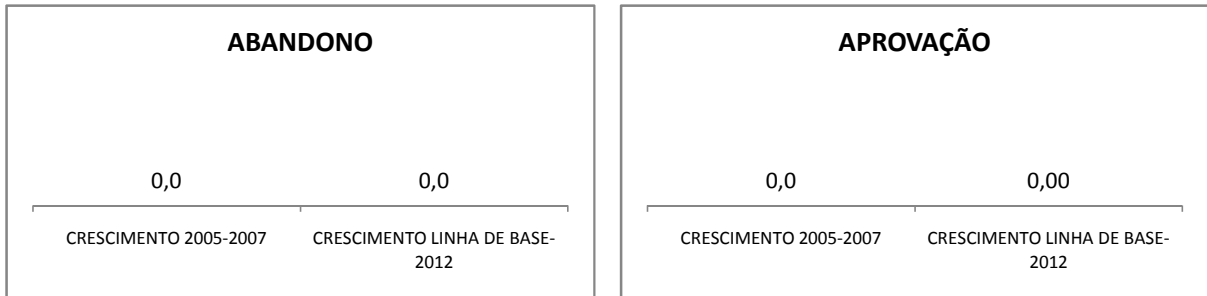 ABANDONO
0,0 0,0
CRESCIMENTO 2005-2007 CRESCIMENTO LINHA DE BASE-
2012
APROVAÇÃO
0,0 0,00
CRESCIMENTO 2005-2007 CRESCIMENTO LINHA DE BASE-
2012